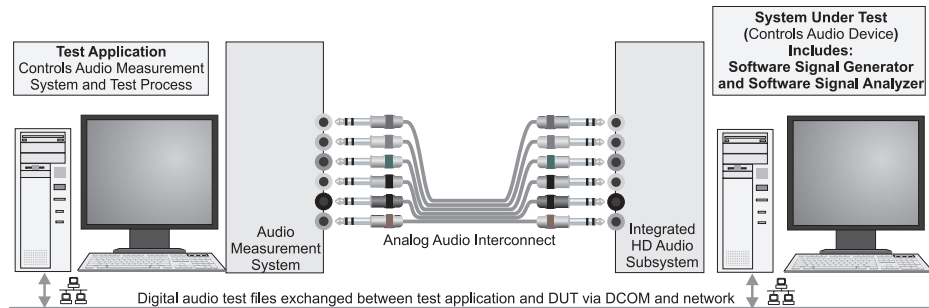 Test Application
Controls Audio Measurement
System and Test Process
System Under Test
(Controls Audio Device)
Includes:
Software Signal Generator
and Software Signal Analyzer
Audio
Measurement
System
Analog Audio Interconnect
Integrated
HD Audio
Subsystem
Digital audio test files exchanged between test application and DUT via DCOM and network